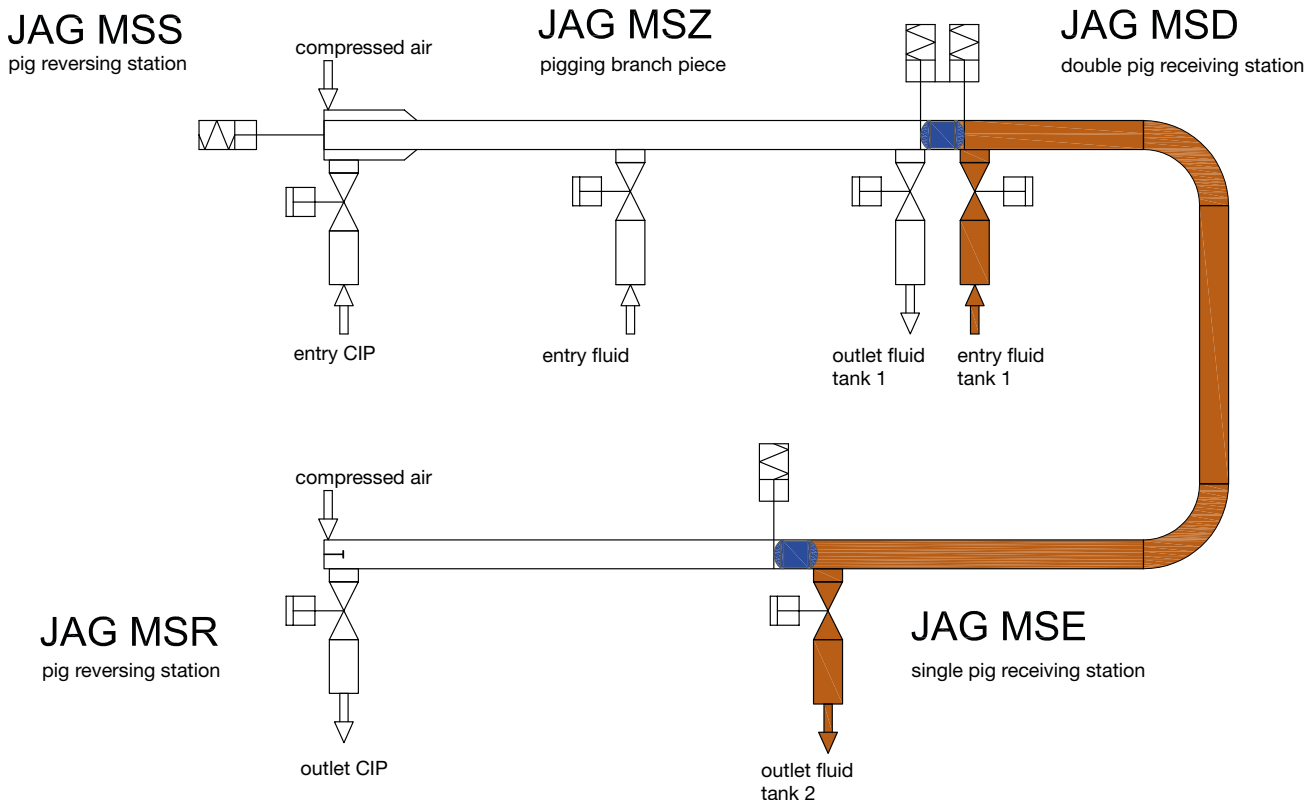 JAG MSS
pig reversing station
compressed air
JAG MSZ
pigging branch piece
JAG MSD
double pig receiving station
entry CIP
entry fluid
outlet fluid
tank 1
entry fluid
tank 1
compressed air
JAG MSR
pig reversing station
JAG MSE
single pig receiving station
outlet CIP
outlet fluid
tank 2